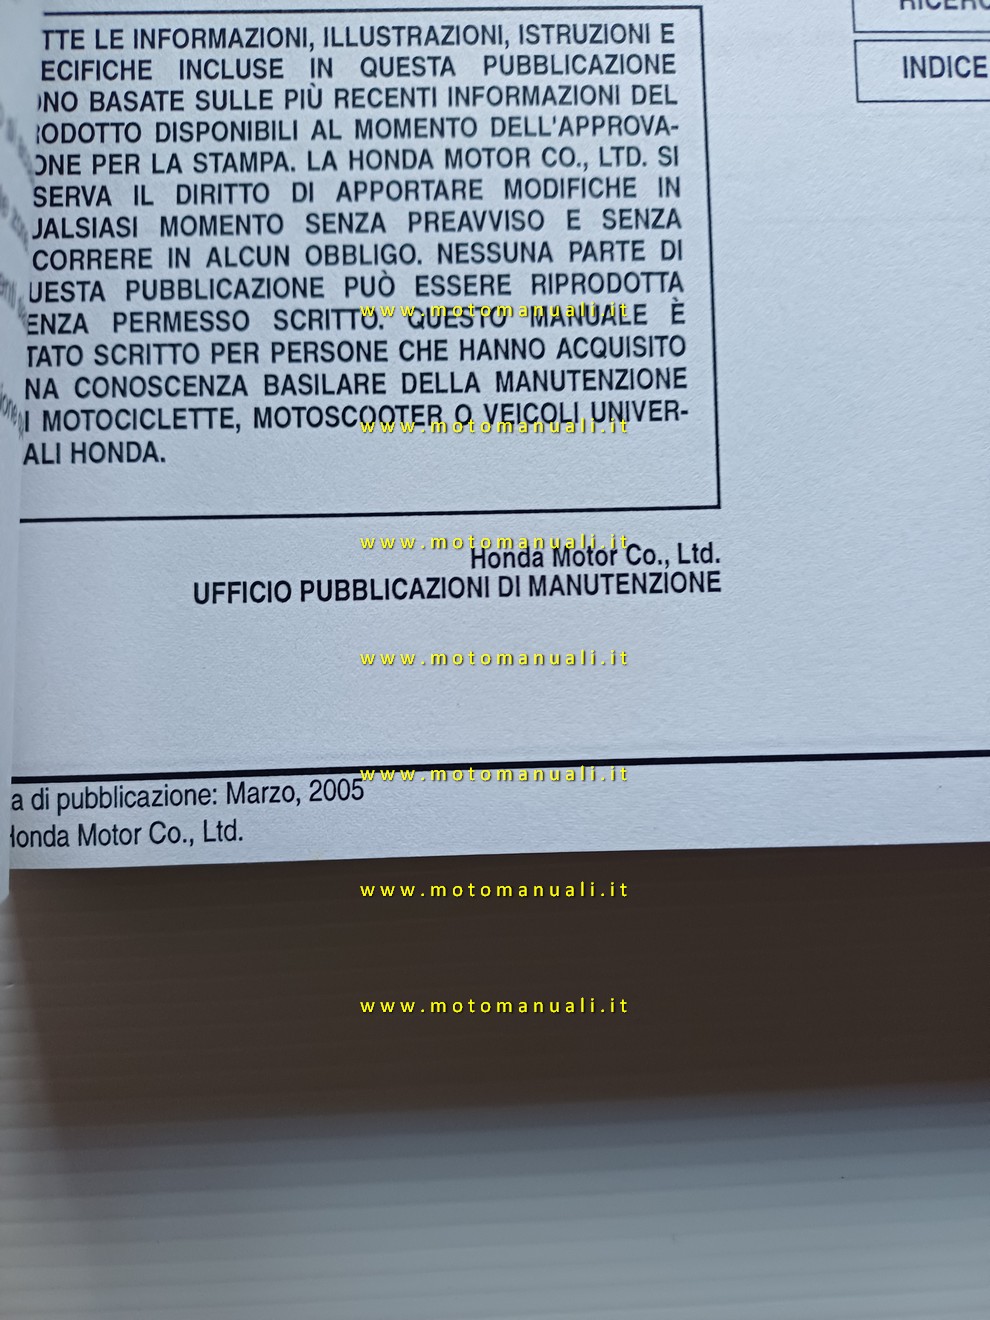 TTE LE INFORMAZIONI, ILLUSTRAZIONI, ISTRUZIONI E
ECIFICHE INCLUSE IN QUESTA PUBBLICAZIONE
ONO BASATE SULLE PIÙ RECENTI INFORMAZIONI DEL
RODOTTO DISPONIBILI AL MOMENTO DELL'APPROVA-
ONE PER LA STAMPA. LA HONDA MOTOR CO., LTD. SI
SERVA IL DIRITTO DI APPORTARE MODIFICHE IN
UALSIASI MOMENTO SENZA PREAVVISO E SENZA
CORRERE IN ALCUN OBBLIGO. NESSUNA PARTE DI
UESTA PUBBLICAZIONE PUÒ ESSERE RIPRODOTTA
www.motomanuali.it
ENZA PERMESSO SCRITTO. QUESTO MANUALE È
TATO SCRITTO PER PERSONE CHE HANNO ACQUISITO
NA CONOSCENZA BASILARE DELLA MANUTENZIONE
I MOTOCICLETTE, MOTOSCOOTER O VEICOLI UNIVER-
www.motomanuali.it
ALI HONDA.
www.motomanuali.it
Honda Motor Co., Ltd.
UFFICIO PUBBLICAZIONI DI MANUTENZIONE
www.motomanuali.it
www.motomanuali.it
a di pubblicazione: Marzo, 2005
Honda Motor Co., Ltd.
www.motomanuali.it
www.motomanuali.it
INDICE